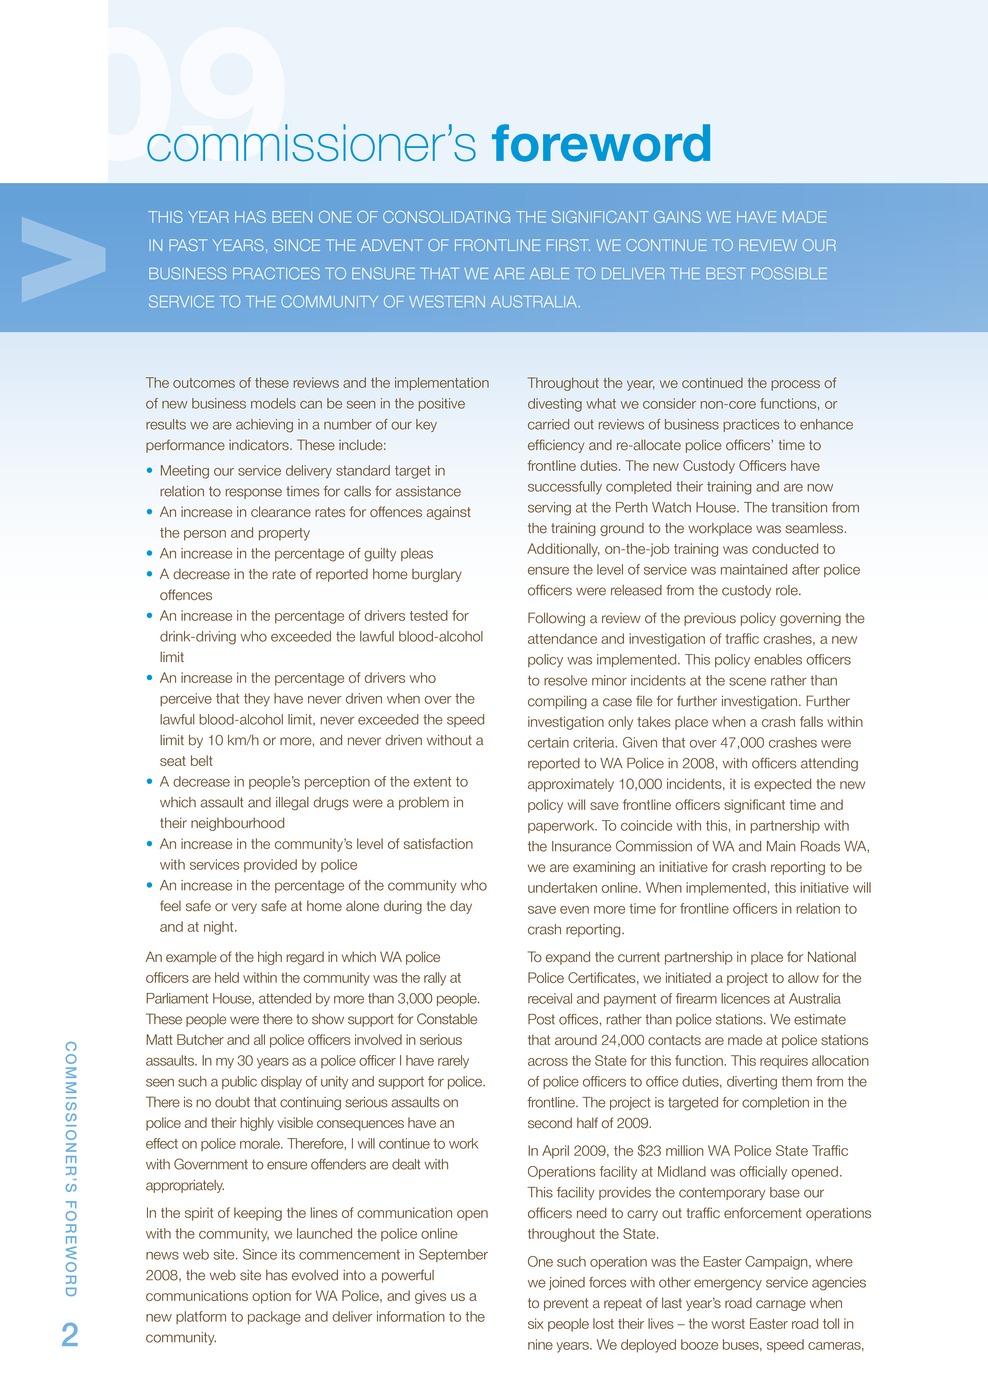 09
commissioner's foreword
>
THIS YEAR HAS BEEN ONE OF CONSOLIDATING THE SIGNIFICANT GAINS WE HAVE MADE
IN PAST YEARS, SINCE THE ADVENT OF FRONTLINE FIRST. WE CONTINUE TO REVIEW OUR
BUSINESS PRACTICES TO ENSURE THAT WE ARE ABLE TO DELIVER THE BEST POSSIBLE
SERVICE TO THE COMMUNITY OF WESTERN AUSTRALIA.
The outcomes of these reviews and the implementation
of new business models can be seen in the positive
results we are achieving in a number of our key
performance indicators. These include:
• Meeting our service delivery standard target in
relation to response times for calls for assistance
• An increase in clearance rates for offences against
the person and property
• An increase in the percentage of guilty pleas
• A decrease in the rate of reported home burglary
offences
• An increase in the percentage of drivers tested for
drink-driving who exceeded the lawful blood-alcohol
limit
• An increase in the percentage of drivers who
perceive that they have never driven when over the
lawful blood-alcohol limit, never exceeded the speed
limit by 10 km/h or more, and never driven without a
seat belt
• A decrease in people's perception of the extent to
which assault and illegal drugs were a problem in
their neighbourhood
• An increase in the community's level of satisfaction
with services provided by police
• An increase in the percentage of the community who
feel safe or very safe at home alone during the day
and at night.
An example of the high regard in which WA police
officers are held within the community was the rally at
Parliament House, attended by more than 3,000 people.
These people were there to show support for Constable
Matt Butcher and all police officers involved in serious
assaults. In my 30 years as a police officer I have rarely
seen such a public display of unity and support for police.
There is no doubt that continuing serious assaults on
police and their highly visible consequences have an
effect on police morale. Therefore, I will continue to work
with Government to ensure offenders are dealt with
appropriately.
In the spirit of keeping the lines of communication open
with the community, we launched the police online
news web site. Since its commencement in September
2008, the web site has evolved into a powerful
communications option for WA Police, and gives us a
new platform to package and deliver information to the
community.
Throughout the year, we continued the process of
divesting what we consider non-core functions, or
carried out reviews of business practices to enhance
efficiency and re-allocate police officers' time to
frontline duties. The new Custody Officers have
successfully completed their training and are now
serving at the Perth Watch House. The transition from
the training ground to the workplace was seamless.
Additionally, on-the-job training was conducted to
ensure the level of service was maintained after police
officers were released from the custody role.
Following a review of the previous policy governing the
attendance and investigation of traffic crashes, a new
policy was implemented. This policy enables officers
to resolve minor incidents at the scene rather than
compiling a case file for further investigation. Further
investigation only takes place when a crash falls within
certain criteria. Given that over 47,000 crashes were
reported to WA Police in 2008, with officers attending
approximately 10,000 incidents, it is expected the new
policy will save frontline officers significant time and
paperwork. To coincide with this, in partnership with
the Insurance Commission of WA and Main Roads WA,
we are examining an initiative for crash reporting to be
undertaken online. When implemented, this initiative will
save even more time for frontline officers in relation to
crash reporting.
To expand the current partnership in place for National
Police Certificates, we initiated a project to allow for the
receival and payment of firearm licences at Australia
Post offices, rather than police stations. We estimate
that around 24,000 contacts are made at police stations
across the State for this function. This requires allocation
of police officers to office duties, diverting them from the
frontline. The project is targeted for completion in the
second half of 2009.
In April 2009, the $23 million WA Police State Traffic
Operations facility at Midland was officially opened.
This facility provides the contemporary base our
officers need to carry out traffic enforcement operations
throughout the State.
One such operation was the Easter Campaign, where
we joined forces with other emergency service agencies
to prevent a repeat of last year's road carnage when
six people lost their lives – the worst Easter road toll in
nine years. We deployed booze buses, speed cameras,
COMMISSIONER'S FOREWORD
2